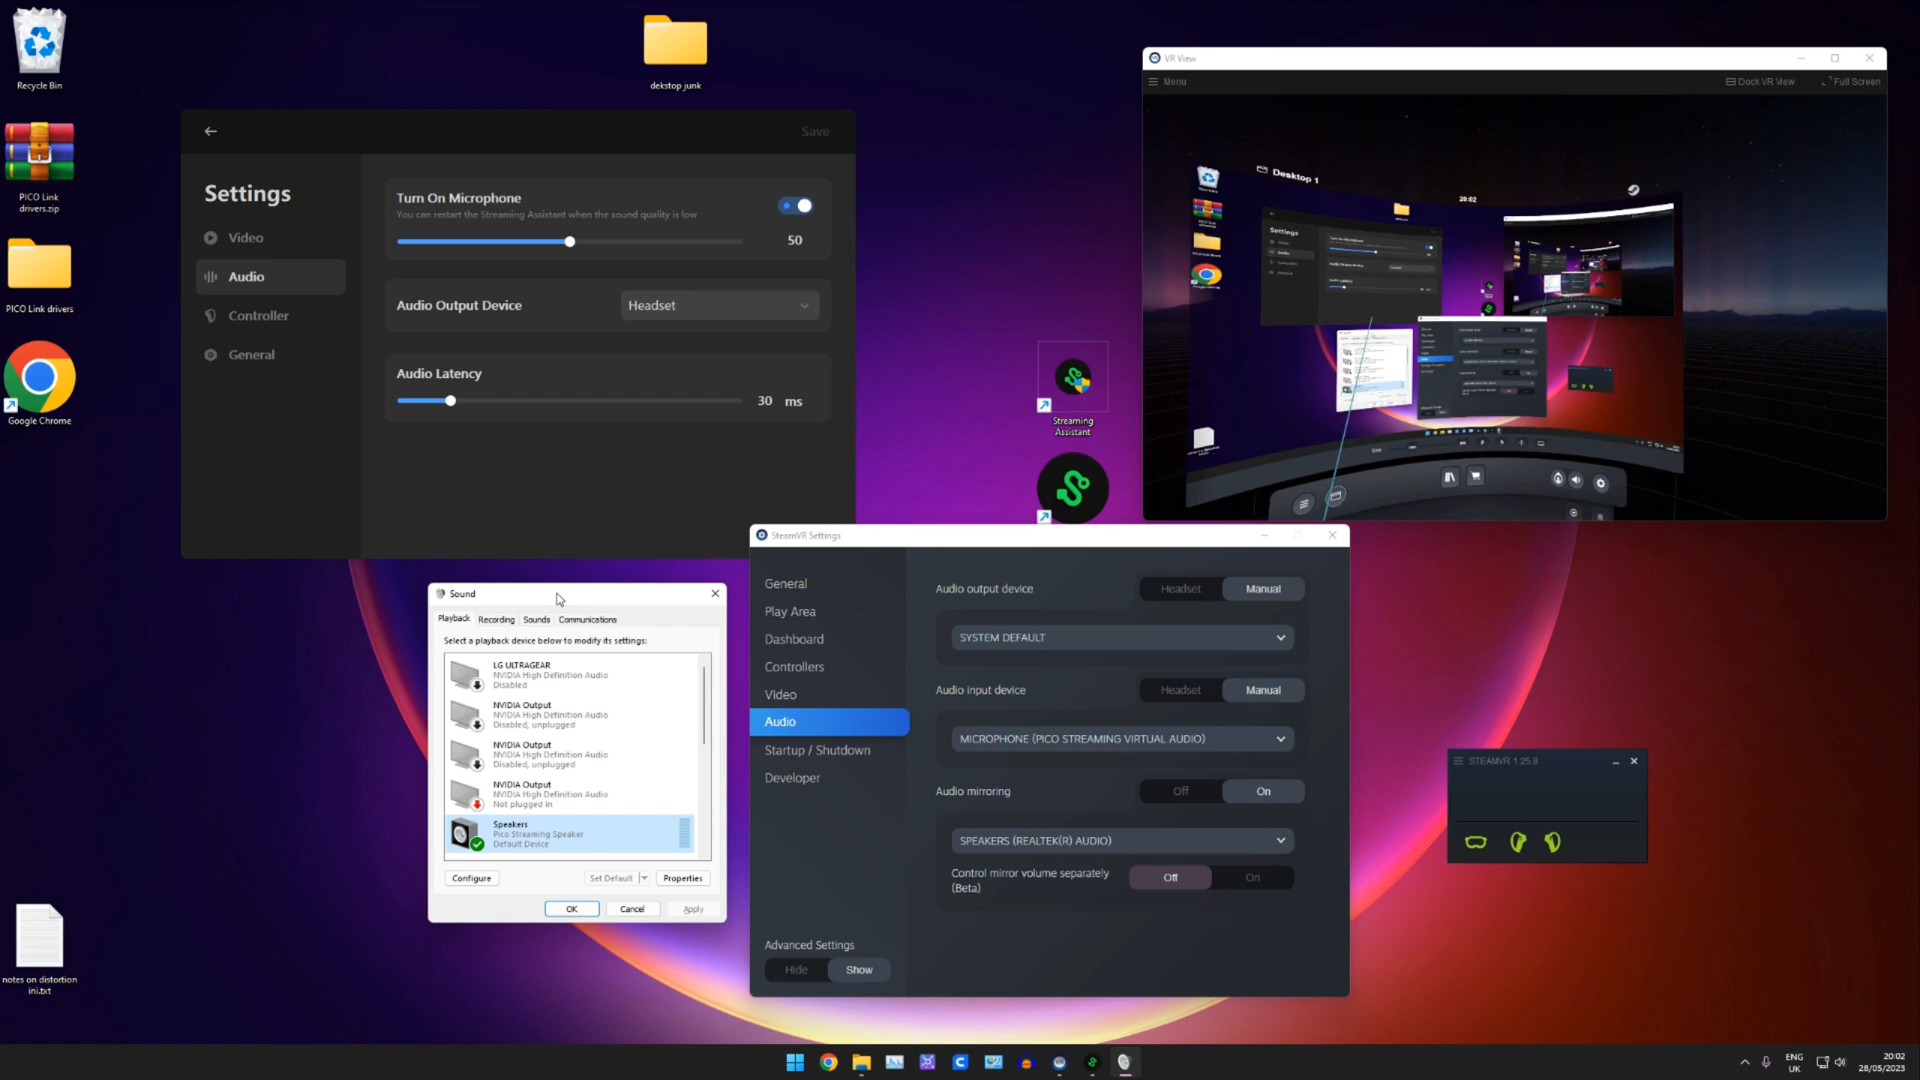 Recycle Bin
dekstop junk
PICO Link
drivers.zip
PICO Link drivers
Google Chrome
notes on distortion
ini.txt
Save
Settings
Video
Audio
Controller
General
Turn On Microphone
You can restart the Streaming Assistant when the sound quality is low
50
Audio Output Device
Headset
Audio Latency
30 ms
Streaming
Assistant
VR View
Menu
Dock VR View
Full Screen
Desktop 1
20:02
Settings
Sound
Playback
Recording
Sounds
Communications
Select a playback device below to modify its settings:
LG ULTRAGEAR
NVIDIA High Definition Audio
Disabled
NVIDIA Output
NVIDIA High Definition Audio
Disabled, unplugged
NVIDIA Output
NVIDIA High Definition Audio
Disabled, unplugged
NVIDIA Output
NVIDIA High Definition Audio
Not plugged in
Speakers
Pico Streaming Speaker
Default Device
Configure
Set Default
Properties
OK
Cancel
Apply
SteamVR Settings
General
Play Area
Dashboard
Controllers
Video
Audio
Startup / Shutdown
Developer
Advanced Settings
Hide
Show
Audio output device
Headset
Manual
SYSTEM DEFAULT
Audio input device
Headset
Manual
MICROPHONE (PICO STREAMING VIRTUAL AUDIO)
Audio mirroring
Off
On
SPEAKERS (REALTEK(R) AUDIO)
Control mirror volume separately
(Beta)
Off
On
STEAMVR 1.25.8
ENG
UK
20:02
28/05/2023